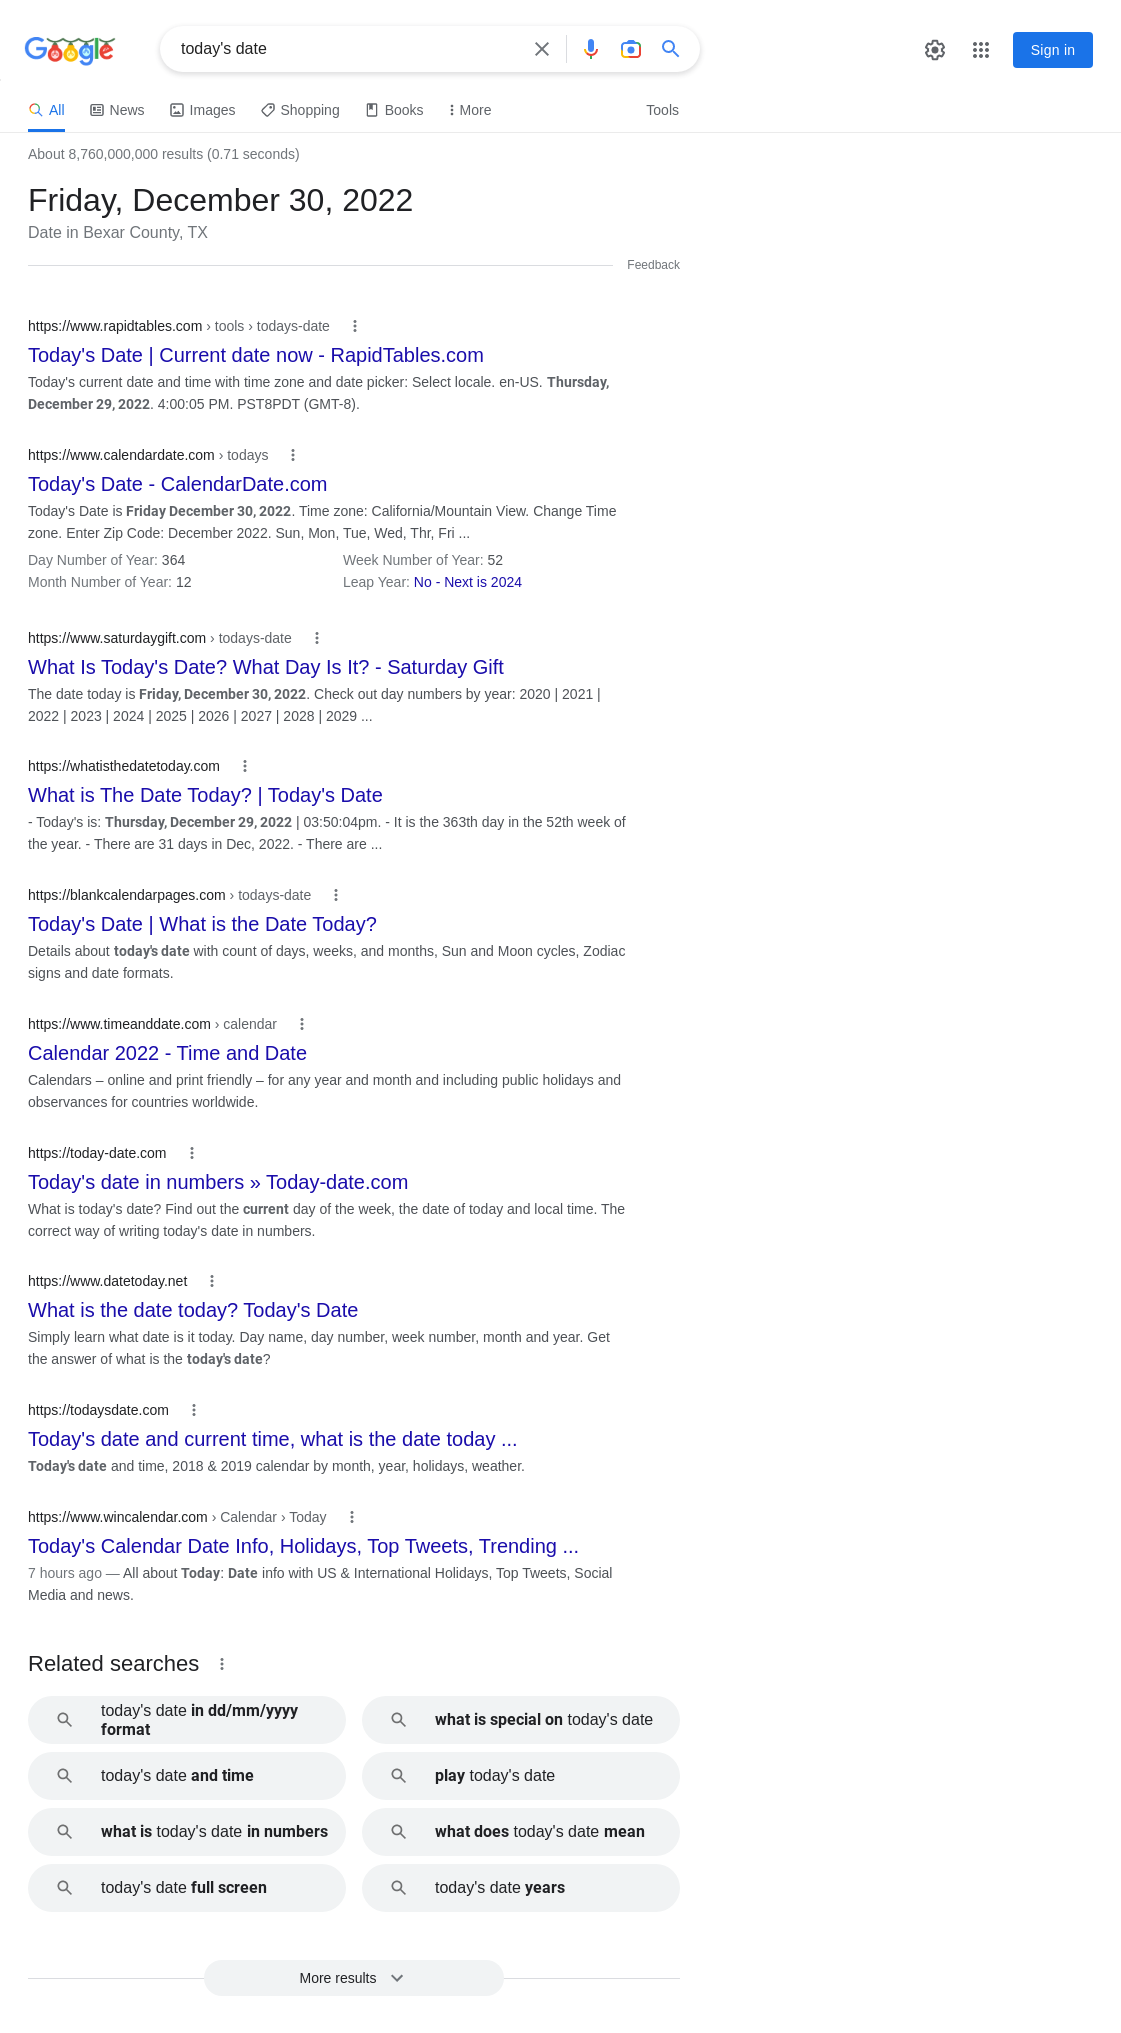 Google
today's date
Sign in
All
News
Images
Shopping
Books
More
Tools
About 8,760,000,000 results (0.71 seconds)
Friday, December 30, 2022
Date in Bexar County, TX
Feedback
https://www.rapidtables.com › tools › todays-date
Today's Date | Current date now - RapidTables.com
Today's current date and time with time zone and date picker: Select locale. en-US. Thursday,
December 29, 2022. 4:00:05 PM. PST8PDT (GMT-8).
https://www.calendardate.com › todays
Today's Date - CalendarDate.com
Today's Date is Friday December 30, 2022. Time zone: California/Mountain View. Change Time
zone. Enter Zip Code: December 2022. Sun, Mon, Tue, Wed, Thr, Fri ...
Day Number of Year: 364
Week Number of Year: 52
Month Number of Year: 12
Leap Year: No - Next is 2024
https://www.saturdaygift.com › todays-date
What Is Today's Date? What Day Is It? - Saturday Gift
The date today is Friday, December 30, 2022. Check out day numbers by year: 2020 | 2021 |
2022 | 2023 | 2024 | 2025 | 2026 | 2027 | 2028 | 2029 ...
https://whatisthedatetoday.com
What is The Date Today? | Today's Date
- Today's is: Thursday, December 29, 2022 | 03:50:04pm. - It is the 363th day in the 52th week of
the year. - There are 31 days in Dec, 2022. - There are ...
https://blankcalendarpages.com › todays-date
Today's Date | What is the Date Today?
Details about today's date with count of days, weeks, and months, Sun and Moon cycles, Zodiac
signs and date formats.
https://www.timeanddate.com › calendar
Calendar 2022 - Time and Date
Calendars – online and print friendly – for any year and month and including public holidays and
observances for countries worldwide.
https://today-date.com
Today's date in numbers » Today-date.com
What is today's date? Find out the current day of the week, the date of today and local time. The
correct way of writing today's date in numbers.
https://www.datetoday.net
What is the date today? Today's Date
Simply learn what date is it today. Day name, day number, week number, month and year. Get
the answer of what is the today's date?
https://todaysdate.com
Today's date and current time, what is the date today ...
Today's date and time, 2018 & 2019 calendar by month, year, holidays, weather.
https://www.wincalendar.com › Calendar › Today
Today's Calendar Date Info, Holidays, Top Tweets, Trending ...
7 hours ago — All about Today: Date info with US & International Holidays, Top Tweets, Social
Media and news.
Related searches
today's date in dd/mm/yyyy
format
what is special on today's date
today's date and time
play today's date
what is today's date in numbers
what does today's date mean
today's date full screen
today's date years
More results